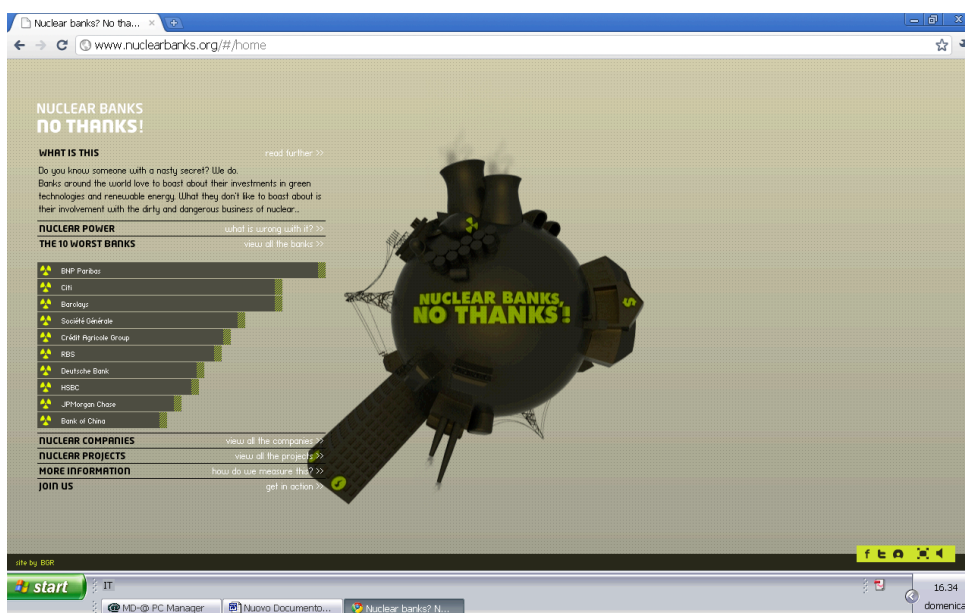 Nuclear banks? No tha...
www.nuclearbanks.org/#/home
NUCLEAR BANKS
NO THANKS!
WHAT IS THIS read further >>
Do you know someone with a nasty secret? We do.
Banks around the world love to boast about their investments in green
technologies and renewable energy. What they don't like to boast about is
their involvement with the dirty and dangerous business of nuclear...
NUCLEAR POWER what is wrong with it? >>
THE 10 WORST BANKS view all the banks >>
BNP Paribas
Citi
Barclays
Société Générale
Crédit Agricole Group
RBS
Deutsche Bank
HSBC
JPMorgan Chase
Bank of China
NUCLEAR COMPANIES view all the companies >>
NUCLEAR PROJECTS view all the projects >>
MORE INFORMATION how do we measure this? >>
JOIN US get in action >>
NUCLEAR BANKS,
NO THANKS!
site by BGR
start IT 16.34
MD-@ PC Manager Nuovo Documento... Nuclear banks? N... domenica